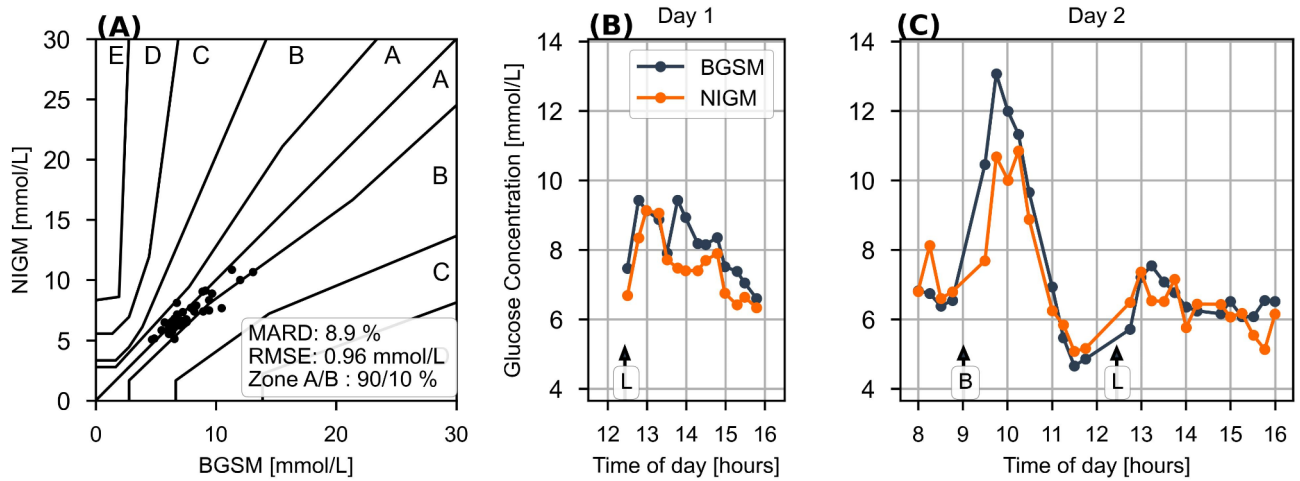 (A)
30
20
10
5
15
25
0
0
10
20
30
NIGM [mmol/L]
BGSM [mmol/L]
E
D
C
B
A
A
B
C
MARD: 8.9 %
RMSE: 0.96 mmol/L
Zone A/B : 90/10 %
Day 1
(B)
BGSM
NIGM
Glucose Concentration [mmol/L]
14
12
10
8
6
4
L
12
13
14
15
16
Time of day [hours]
Day 2
(C)
14
12
10
8
6
4
B
L
8
9
10
11
12
13
14
15
16
Time of day [hours]